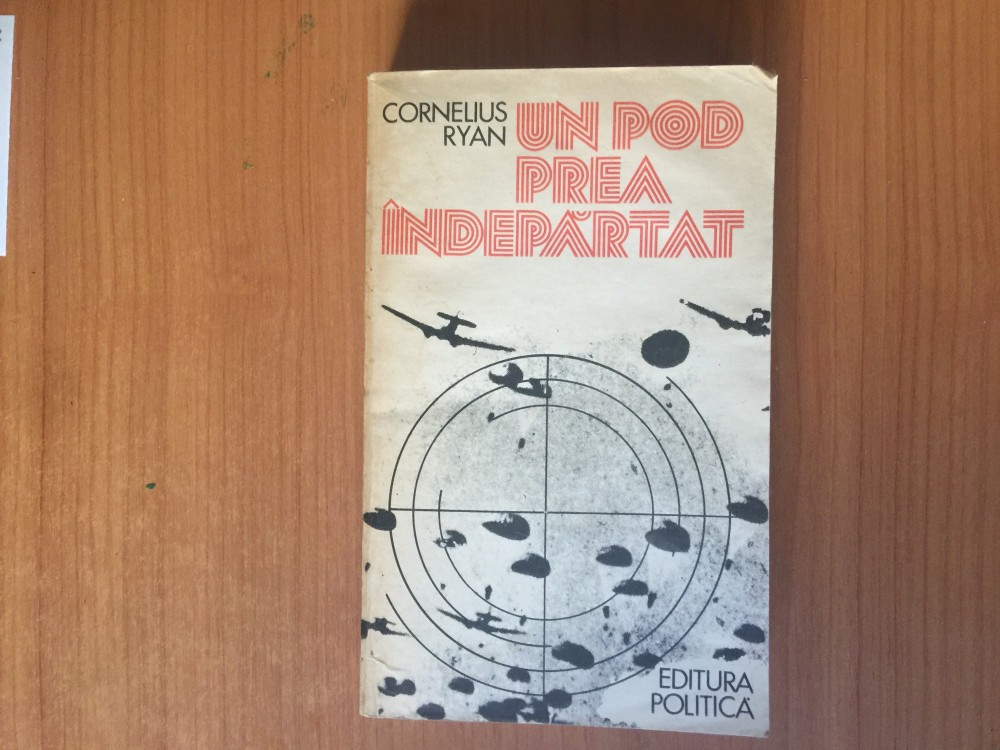 CORNELIUS
RYAN
UN POD
PREA
ÎNDEPĂRTAT
EDITURA
POLITICĂ